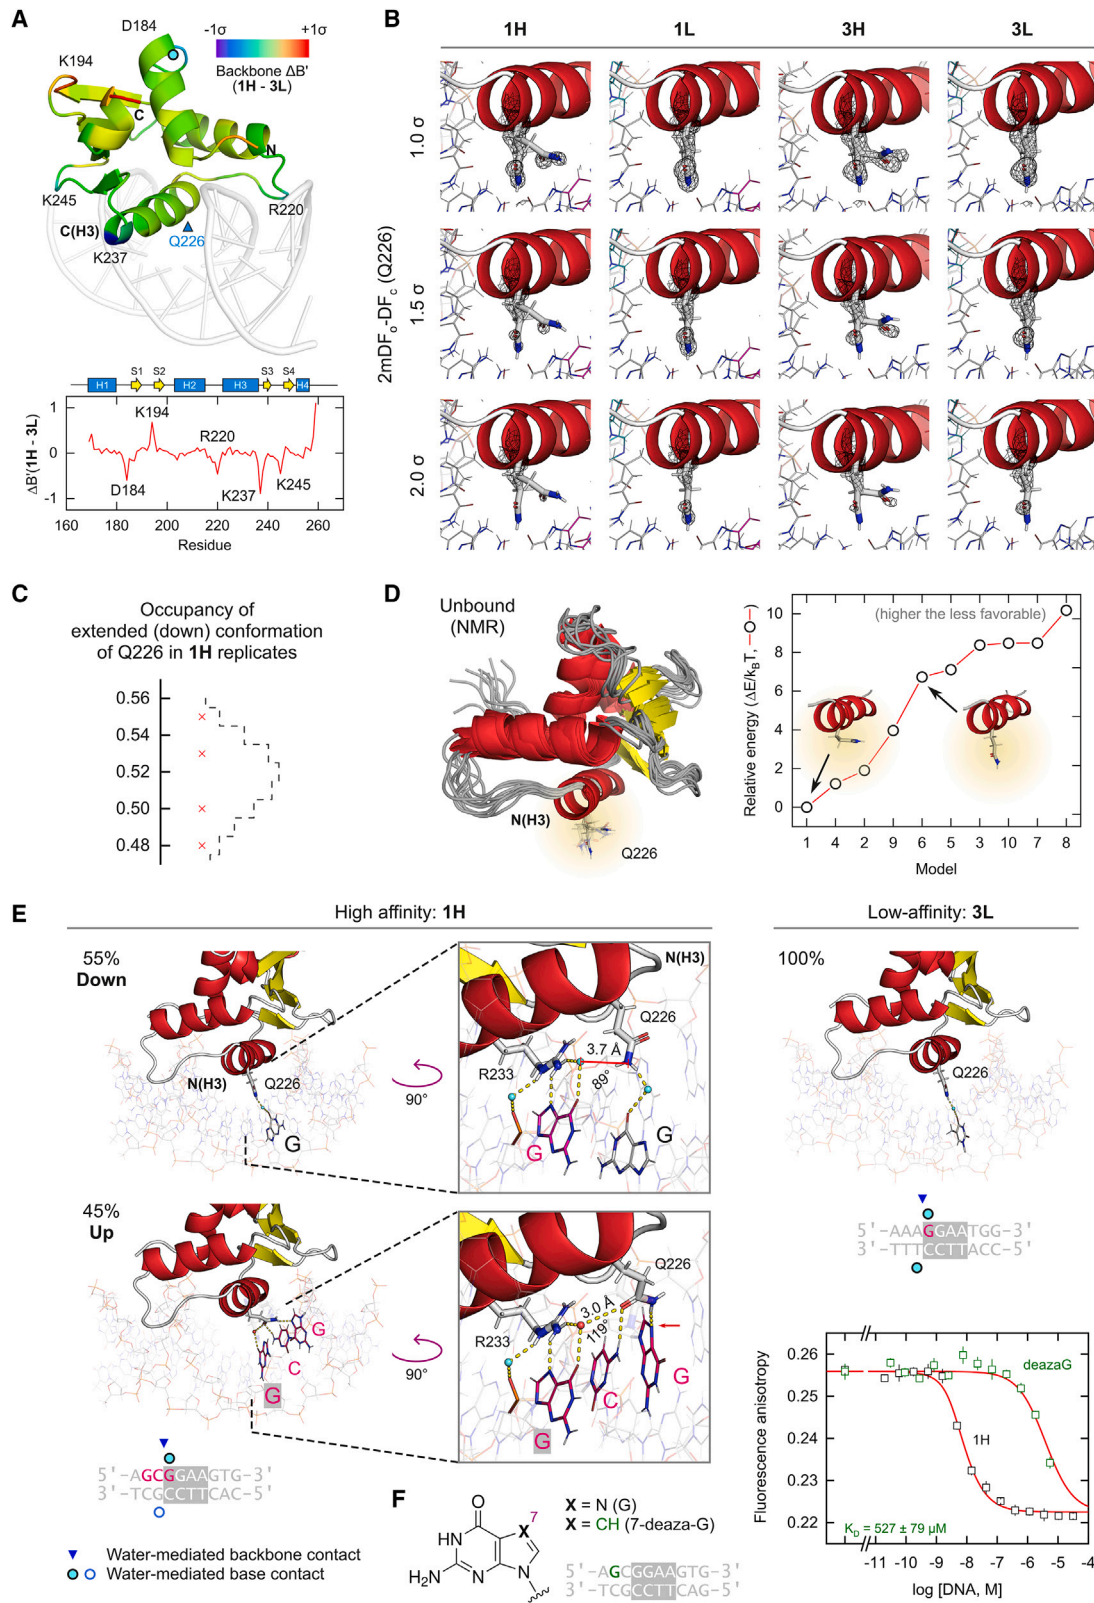 A
D184
-1σ
+1σ
K194
Backbone ΔB'
(1H - 3L)
C
N
K245
R220
C(H3)
Q226
K237
H1
S1
S2
H2
H3
S3
S4
H4
ΔB'(1H - 3L)
1
0
-1
K194
R220
D184
K237
K245
160
180
200
220
240
260
Residue
B
1H
1L
3H
3L
2mDFo-DFc (Q226)
1.0 σ
1.5 σ
2.0 σ
C
Occupancy of
extended (down) conformation
of Q226 in 1H replicates
0.56
0.54
0.52
0.50
0.48
D
Unbound
(NMR)
N(H3)
Q226
Relative energy (ΔE/kBT, —○—)
(higher the less favorable)
10
8
6
4
2
0
1 4 2 9 6 5 3 10 7 8
Model
E
High affinity: 1H
Low-affinity: 3L
55%
Down
N(H3)
Q226
G
90°
N(H3)
Q226
3.7 Å
R233
89°
G
G
100%
Q226
45%
Up
G
C
G
90°
Q226
3.0 Å
R233
119°
G
C
G
5'-AAAGGAATGG-3'
3'-TTTCCTTACC-5'
5'-AGCGGAAGTG-3'
3'-TCGCCTTCAC-5'
Water-mediated backbone contact
Water-mediated base contact
F
O
HN
H₂N
N
N
X
7
X = N (G)
X = CH (7-deaza-G)
5'-AGCGGAAGTG-3'
3'-TCGCCTTCAG-5'
Fluorescence anisotropy
0.26
0.25
0.24
0.23
0.22
deazaG
1H
KD = 527 ± 79 µM
-11 -10 -9 -8 -7 -6 -5 -4
log [DNA, M]